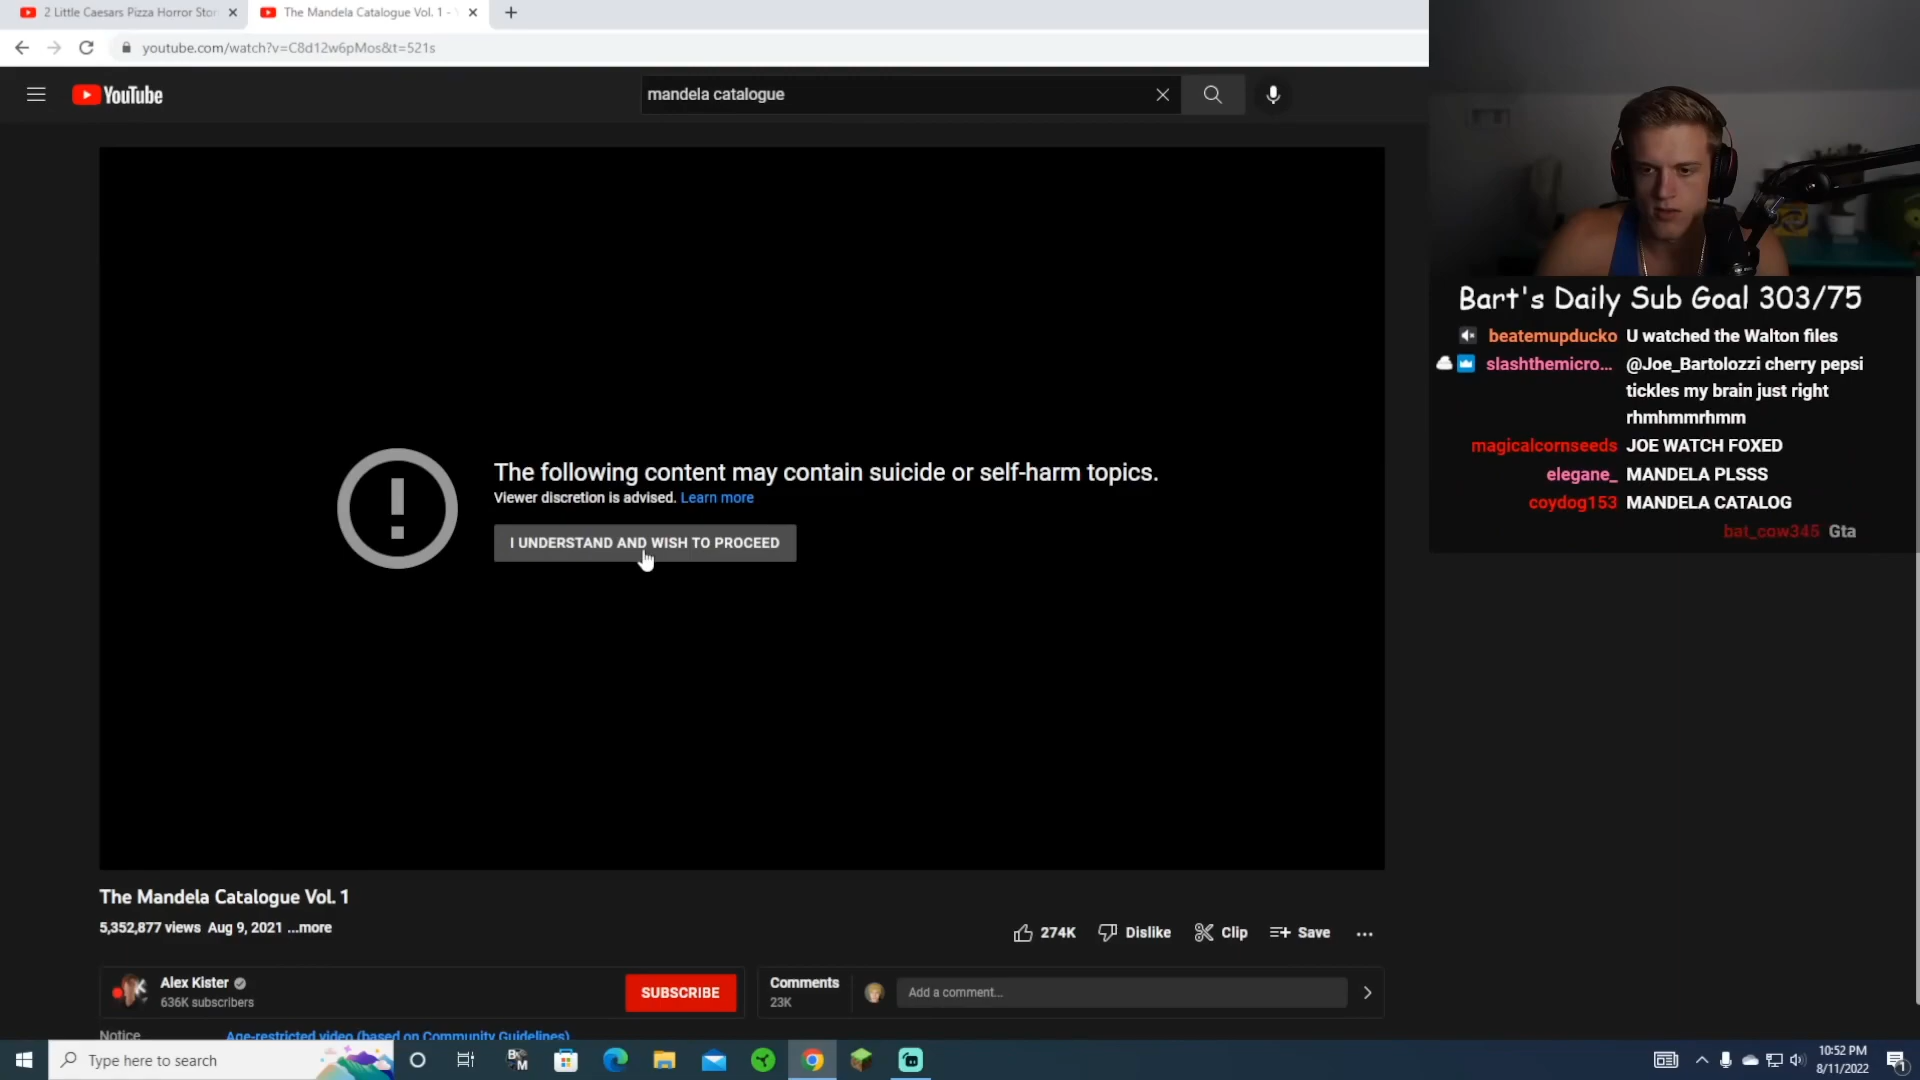 2 Little Caesars Pizza Horror Stor
The Mandela Catalogue Vol. 1 -
youtube.com/watch?v=C8d12w6pMos&t=521s
YouTube
mandela catalogue
The following content may contain suicide or self-harm topics.
Viewer discretion is advised. Learn more
I UNDERSTAND AND WISH TO PROCEED
The Mandela Catalogue Vol. 1
5,352,877 views Aug 9, 2021 ...more
274K Dislike Clip Save
Alex Kister
636K subscribers
SUBSCRIBE
Comments
23K
Add a comment...
Notice
Age-restricted video (based on Community Guidelines)
Bart's Daily Sub Goal 303/75
beatemupducko U watched the Walton files
slashthemicro... @Joe_Bartolozzi cherry pepsi
tickles my brain just right
rhmhmmrhmm
magicalcornseeds JOE WATCH FOXED
elegane_ MANDELA PLSSS
coydog153 MANDELA CATALOG
bat_cow345 Gta
Type here to search
10:52 PM
8/11/2022